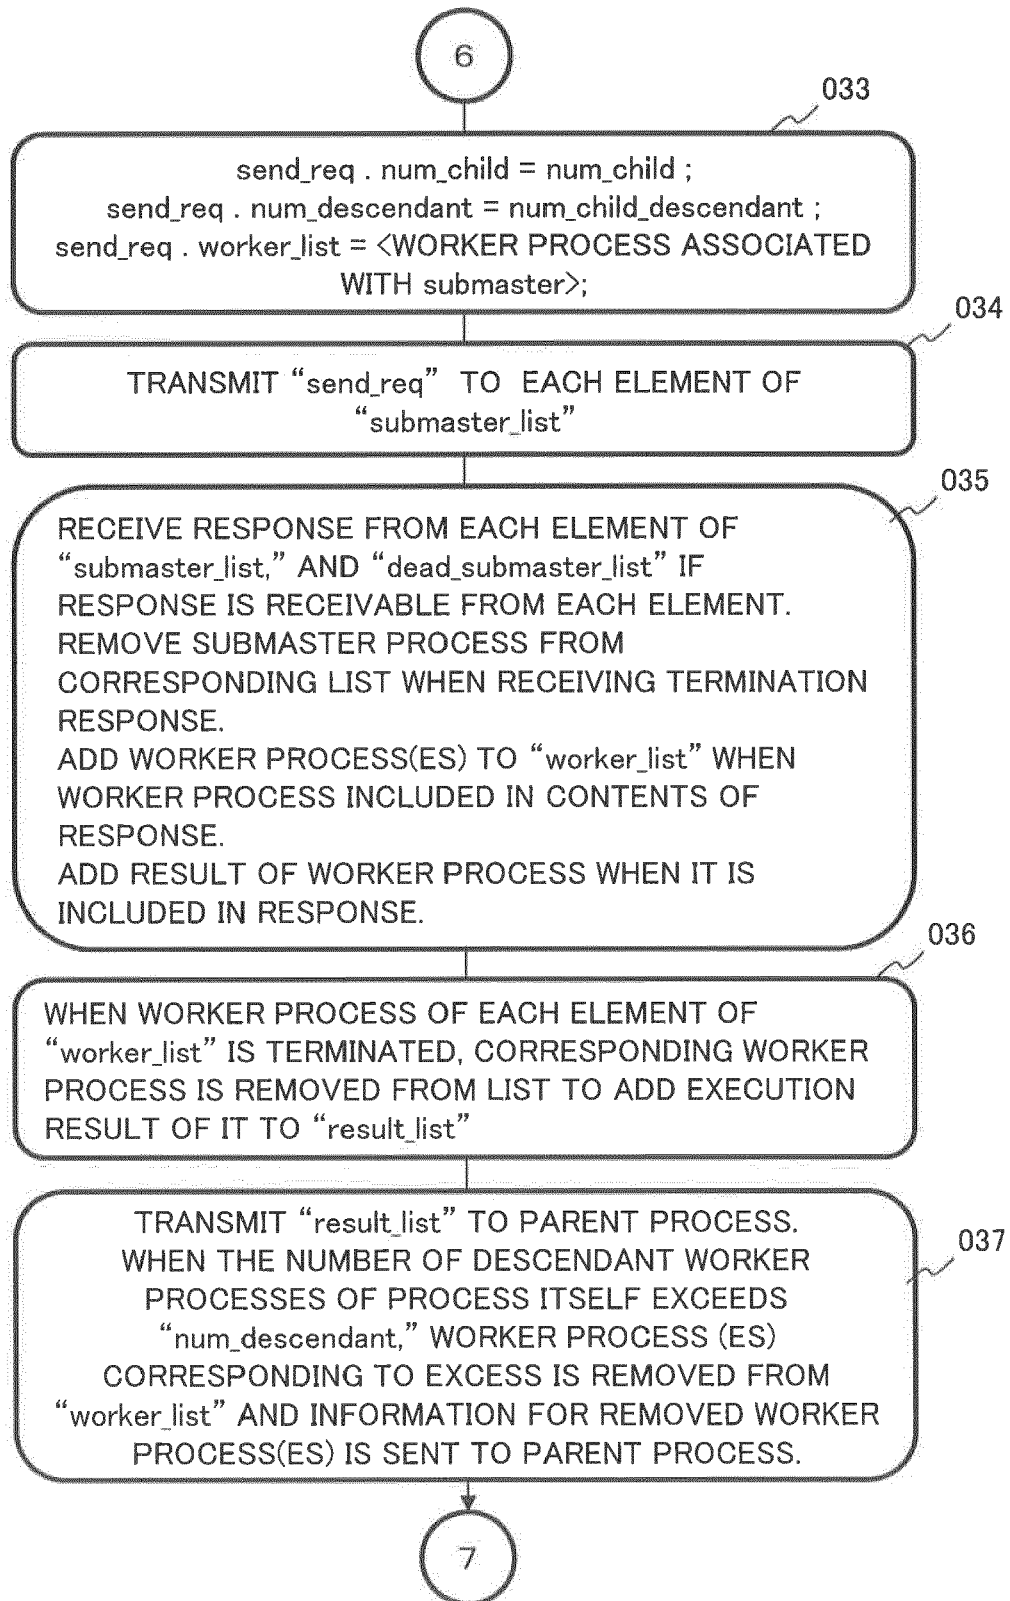 6
033
send_req . num_child = num_child ;
send_req . num_descendant = num_child_descendant ;
send_req . worker_list = <WORKER PROCESS ASSOCIATED
WITH submaster>;
034
TRANSMIT “send_req” TO EACH ELEMENT OF
“submaster_list”
035
RECEIVE RESPONSE FROM EACH ELEMENT OF
“submaster_list,” AND “dead_submaster_list” IF
RESPONSE IS RECEIVABLE FROM EACH ELEMENT.
REMOVE SUBMASTER PROCESS FROM
CORRESPONDING LIST WHEN RECEIVING TERMINATION
RESPONSE.
ADD WORKER PROCESS(ES) TO “worker_list” WHEN
WORKER PROCESS INCLUDED IN CONTENTS OF
RESPONSE.
ADD RESULT OF WORKER PROCESS WHEN IT IS
INCLUDED IN RESPONSE.
036
WHEN WORKER PROCESS OF EACH ELEMENT OF
“worker_list” IS TERMINATED, CORRESPONDING WORKER
PROCESS IS REMOVED FROM LIST TO ADD EXECUTION
RESULT OF IT TO “result_list”
037
TRANSMIT “result_list” TO PARENT PROCESS.
WHEN THE NUMBER OF DESCENDANT WORKER
PROCESSES OF PROCESS ITSELF EXCEEDS
“num_descendant,” WORKER PROCESS (ES)
CORRESPONDING TO EXCESS IS REMOVED FROM
“worker_list” AND INFORMATION FOR REMOVED WORKER
PROCESS(ES) IS SENT TO PARENT PROCESS.
7